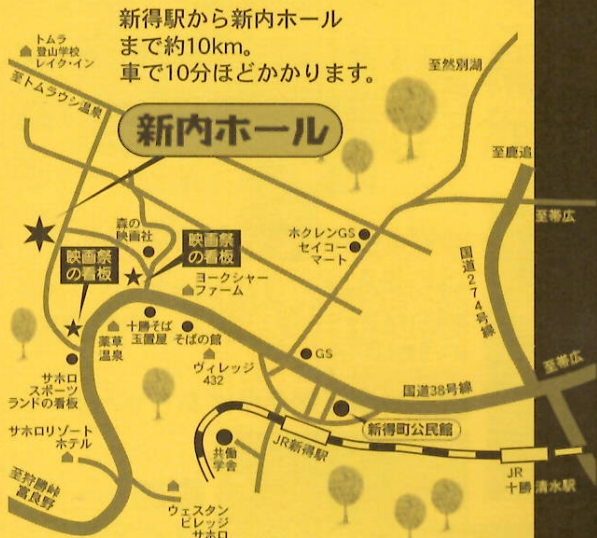 新得駅から新内ホール
まで約10km。
車で10分ほどかかります。
トムラ
登山学校
レイク・イン
至トムラウシ温泉
新内ホール
至然別湖
至鹿追
至帯広
ホクレンGS
セイコー
マート
国道274号線
森の
映画社
映画祭
の看板
映画祭
の看板
ヨークシャー
ファーム
薬草
温泉
十勝そば
玉置屋
そばの館
ヴィレッジ
432
GS
至帯広
国道38号線
新得町公民館
サホロ
スポーツ
ランドの看板
サホロリゾート
ホテル
至狩勝峠
富良野
共働
学舎
JR新得駅
JR
十勝清水駅
ウェスタン
ビレッジ
サホロ